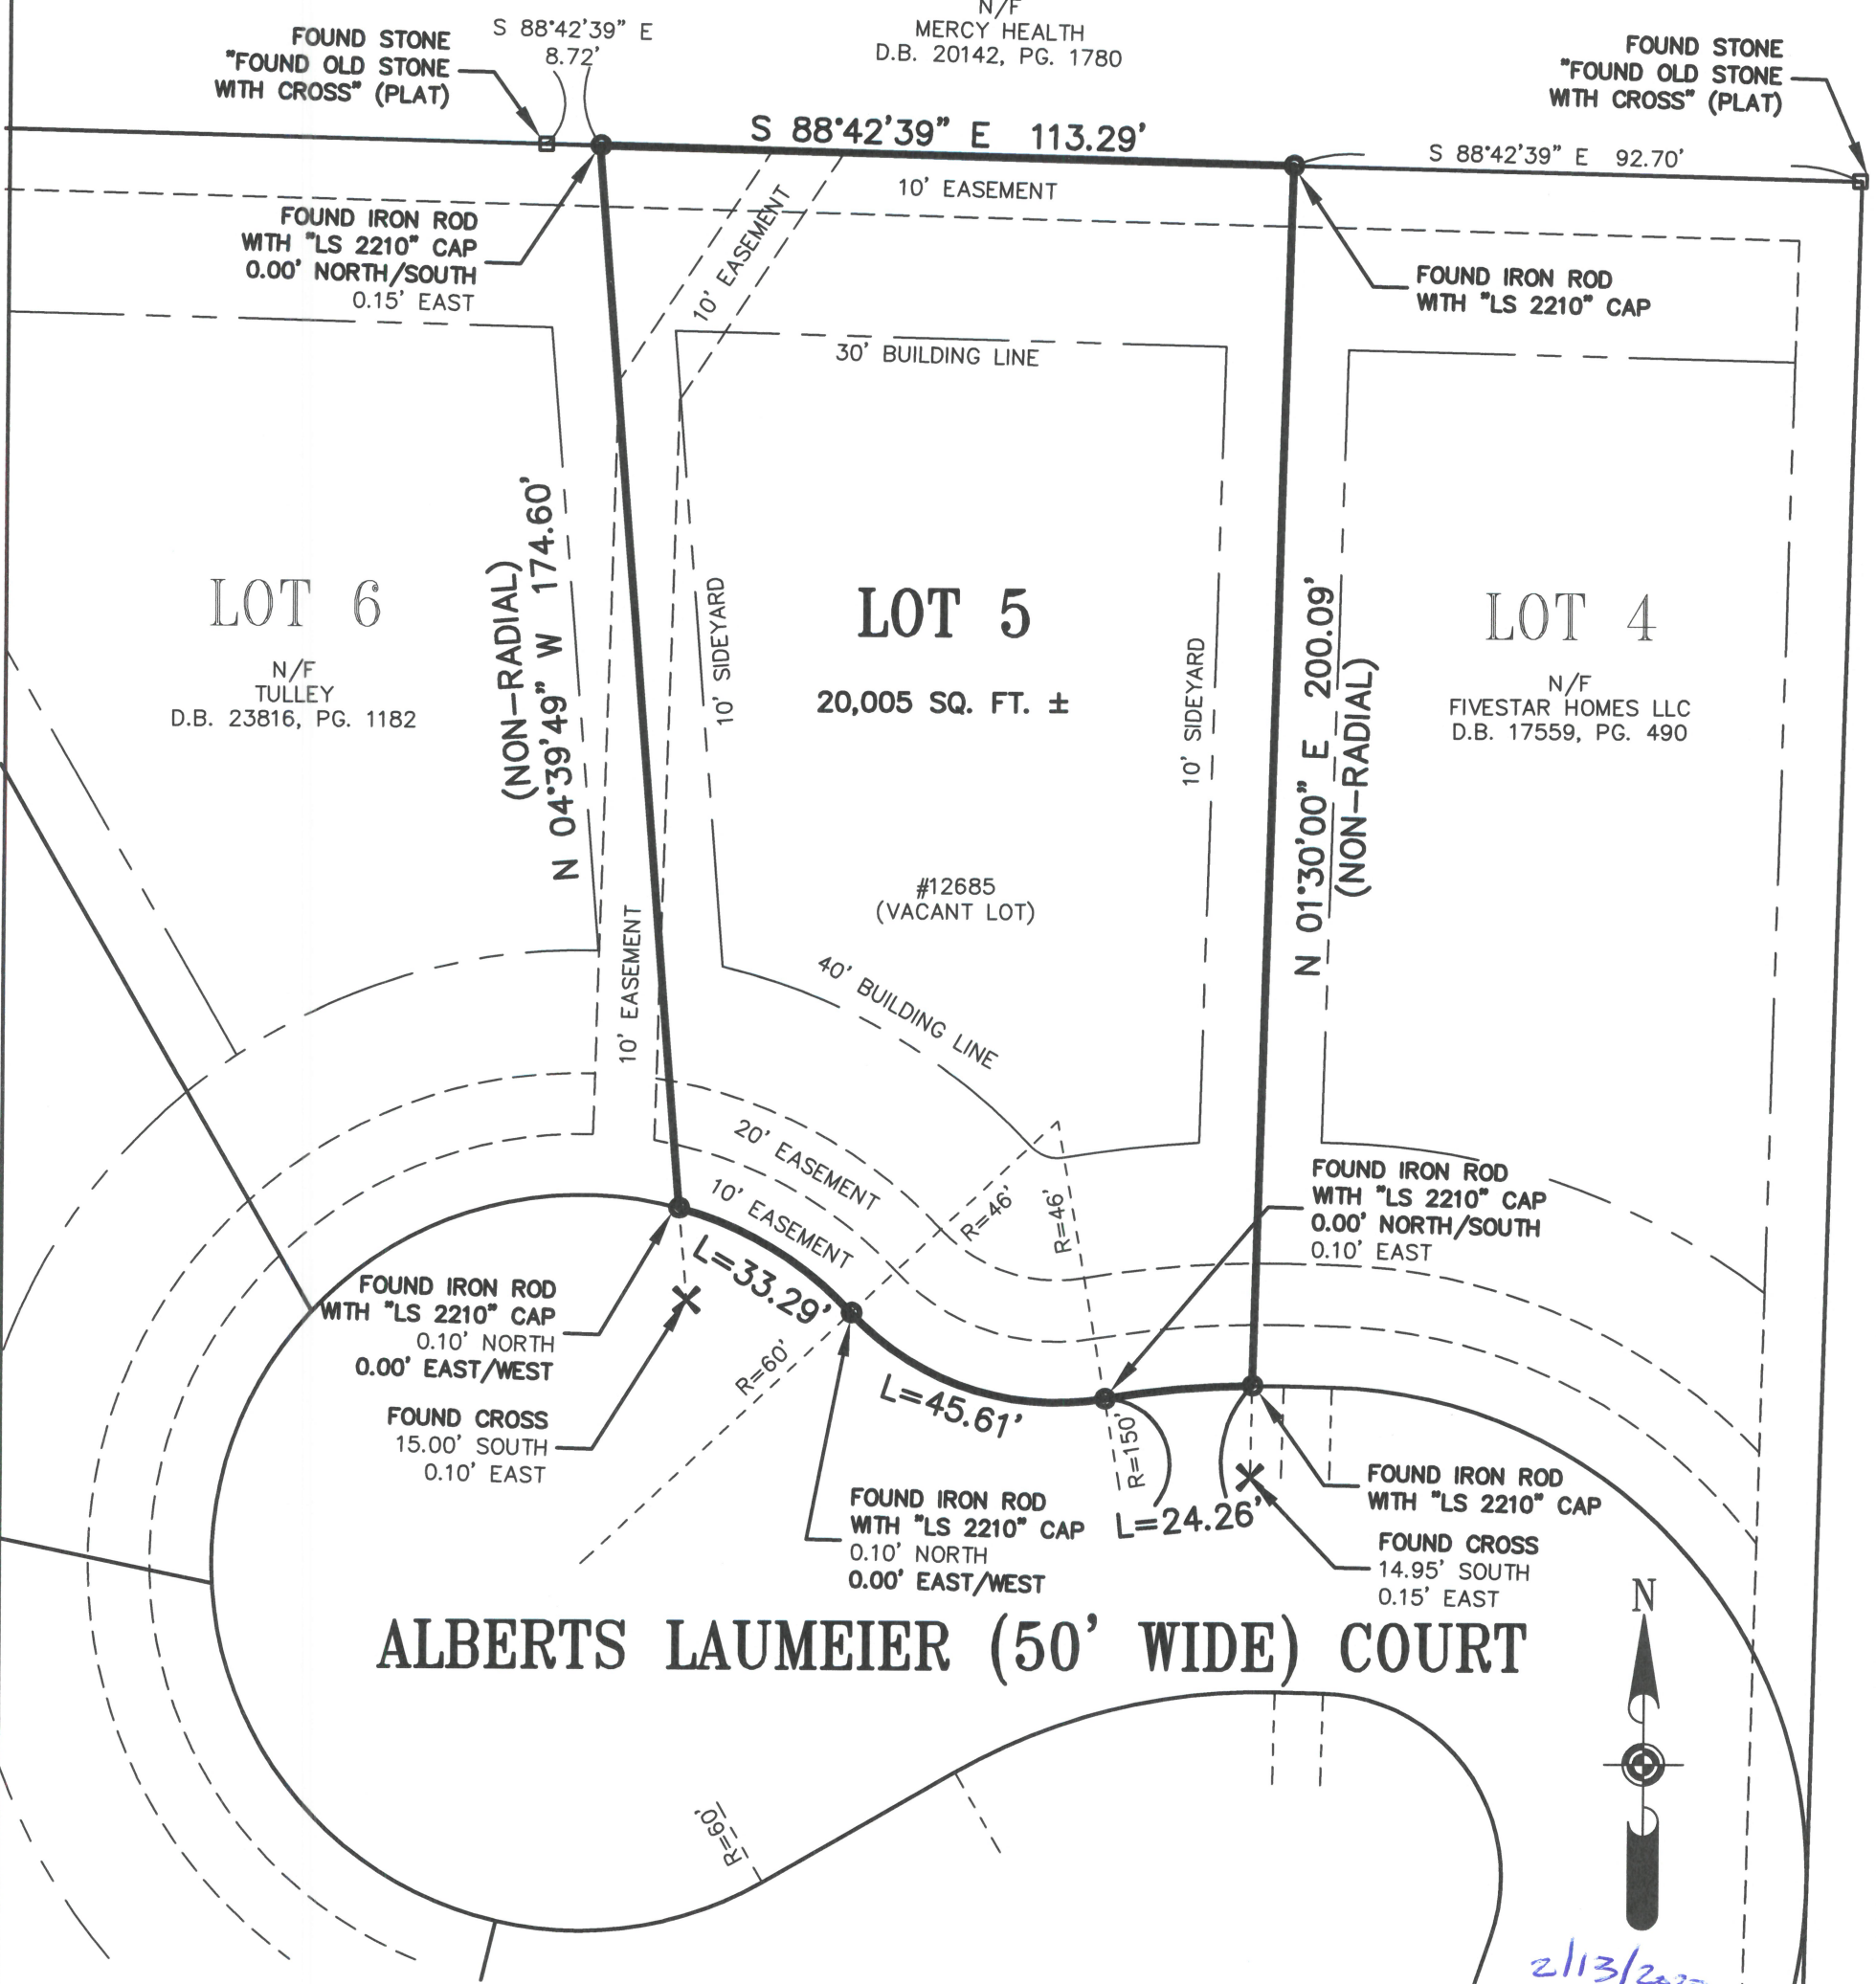 N/F
MERCY HEALTH
D.B. 20142, PG. 1780
FOUND STONE
"FOUND OLD STONE
WITH CROSS" (PLAT)
S 88°42'39" E
8.72'
FOUND STONE
"FOUND OLD STONE
WITH CROSS" (PLAT)
S 88°42'39" E 113.29'
S 88°42'39" E 92.70'
10' EASEMENT
10' EASEMENT
FOUND IRON ROD
WITH "LS 2210" CAP
0.00' NORTH/SOUTH
0.15' EAST
FOUND IRON ROD
WITH "LS 2210" CAP
30' BUILDING LINE
(NON-RADIAL)
N 04°39'49" W 174.60'
LOT 6
N/F
TULLEY
D.B. 23816, PG. 1182
10' SIDEYARD
LOT 5
20,005 SQ. FT. ±
10' SIDEYARD
N 01°30'00" E 200.09'
(NON-RADIAL)
LOT 4
N/F
FIVESTAR HOMES LLC
D.B. 17559, PG. 490
#12685
(VACANT LOT)
10' EASEMENT
40' BUILDING LINE
20' EASEMENT
10' EASEMENT
R=46'
R=46'
FOUND IRON ROD
WITH "LS 2210" CAP
0.00' NORTH/SOUTH
0.10' EAST
L=33.29'
FOUND IRON ROD
WITH "LS 2210" CAP
0.10' NORTH
0.00' EAST/WEST
R=60'
L=45.61'
FOUND CROSS
15.00' SOUTH
0.10' EAST
R=150'
L=24.26'
FOUND IRON ROD
WITH "LS 2210" CAP
FOUND IRON ROD
WITH "LS 2210" CAP
0.10' NORTH
0.00' EAST/WEST
FOUND CROSS
14.95' SOUTH
0.15' EAST
N
ALBERTS LAUMEIER (50' WIDE) COURT
R=60'